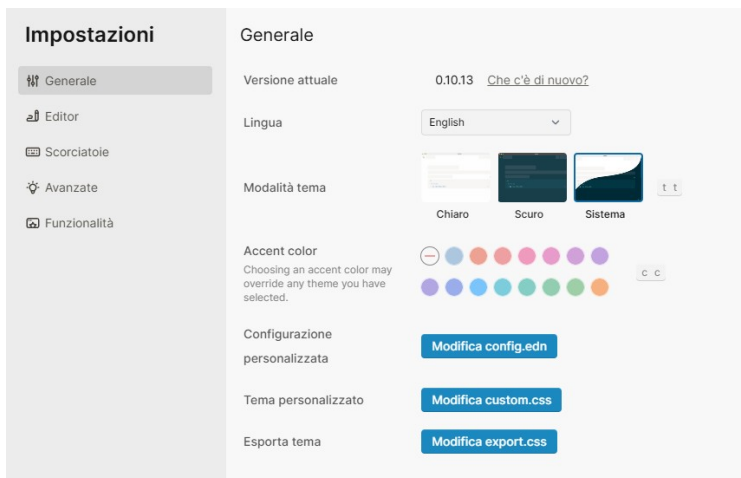 Impostazioni
Generale
Editor
Scorciatoie
Avanzate
Funzionalità
Generale
Versione attuale 0.10.13 Che c'è di nuovo?
Lingua English
Modalità tema
Chiaro Scuro Sistema
t t
Accent color
Choosing an accent color may
override any theme you have
selected.
c c
Configurazione
personalizzata
Modifica config.edn
Tema personalizzato Modifica custom.css
Esporta tema Modifica export.css